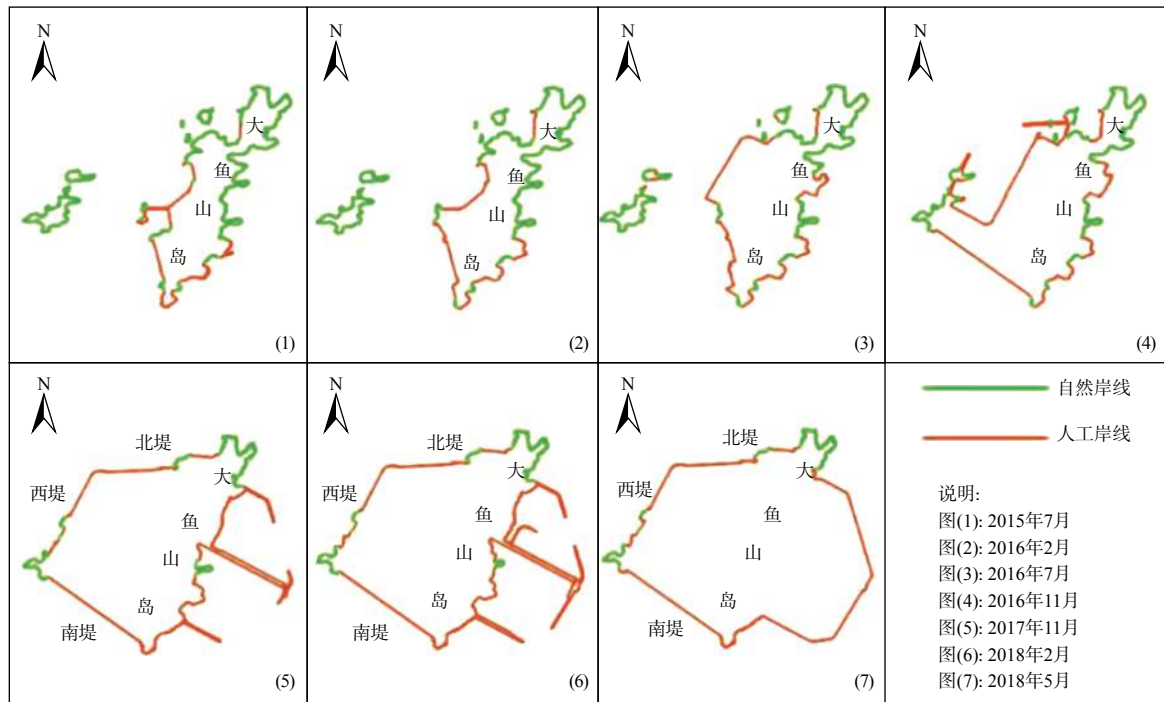 N
大
鱼
山
岛
(1)
N
大
鱼
山
岛
(2)
N
大
鱼
山
岛
(3)
N
大
鱼
山
岛
(4)
N
北堤
西堤
大
鱼
山
岛
南堤
(5)
N
北堤
西堤
大
鱼
山
岛
南堤
(6)
N
北堤
西堤
大
鱼
山
岛
南堤
(7)
自然岸线
人工岸线
说明:
图(1): 2015年7月
图(2): 2016年2月
图(3): 2016年7月
图(4): 2016年11月
图(5): 2017年11月
图(6): 2018年2月
图(7): 2018年5月